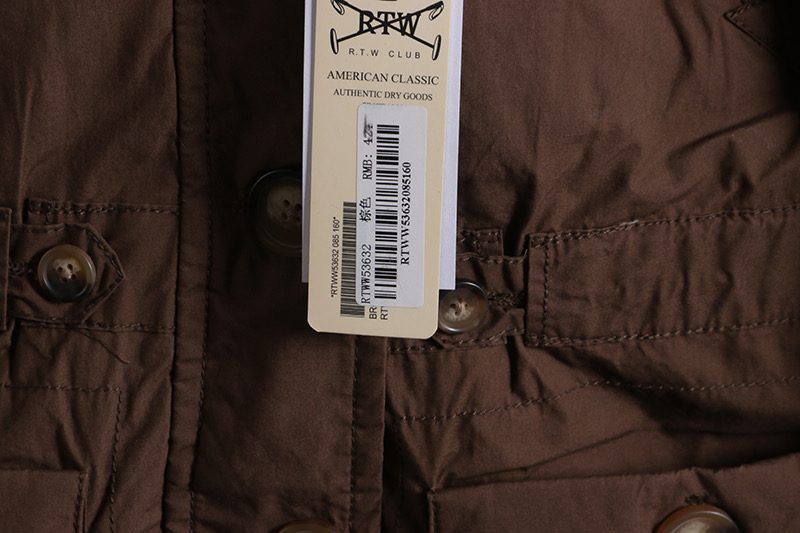 RTW
R.T.W CLUB
AMERICAN CLASSIC
AUTHENTIC DRY GOODS
RTWW53632 棕色 RMB:
RTWW53632085160
*RTWW53632 085 160*